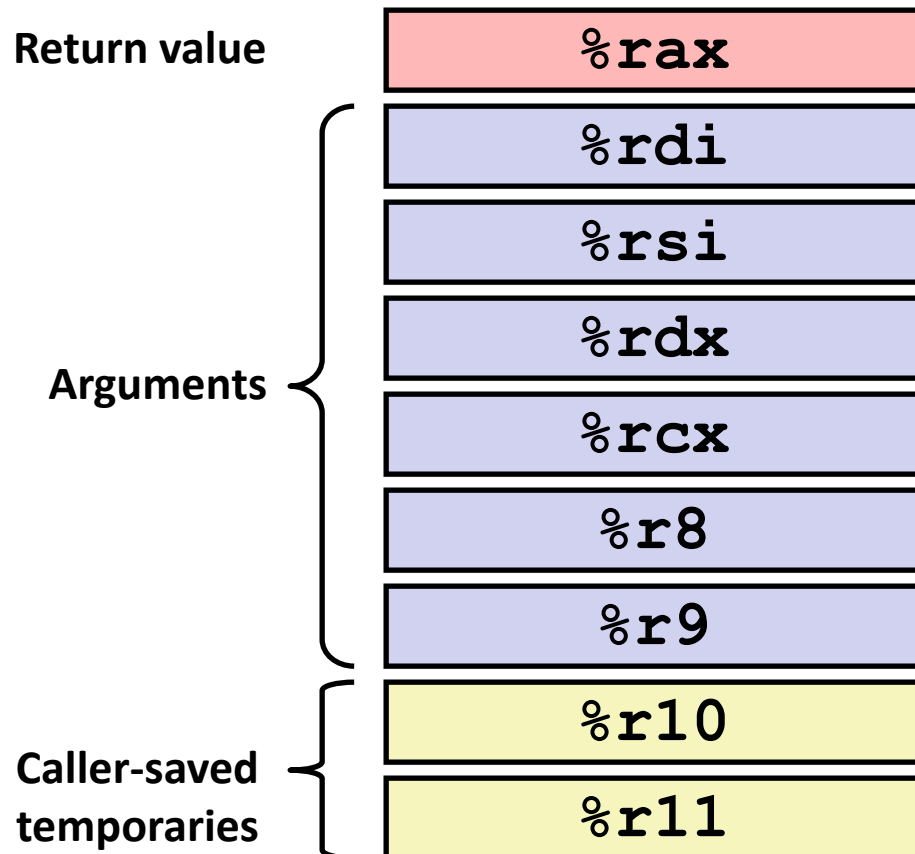 Return value
%rax
%rdi
%rsi
%rdx
Arguments
%rcx
%r8
%r9
%r10
Caller-saved
temporaries
%r11